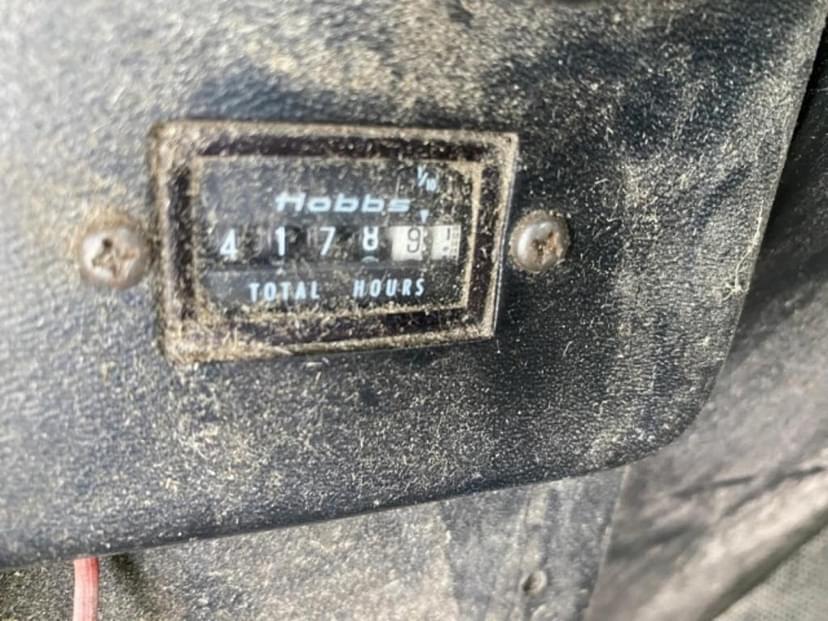 1/10
Hobbs
4 1 7 8 9
TOTAL HOURS